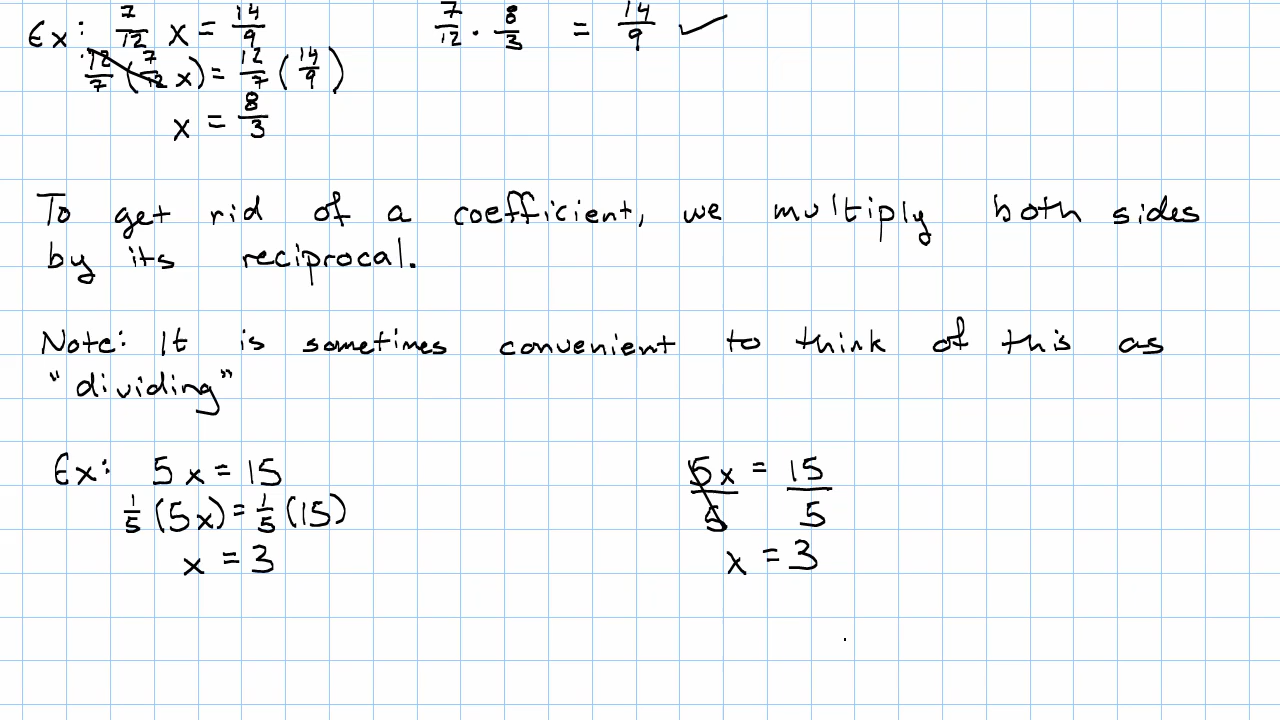 Ex: 7/12 x = 14/9    7/12 · 8/3 = 14/9 ✓
12/7 (7/12 x) = 12/7 (14/9)
x = 8/3
To get rid of a coefficient, we multiply both sides
by its reciprocal.
Note: It is sometimes convenient to think of this as
"dividing"
Ex: 5x = 15    5x/5 = 15/5
1/5 (5x) = 1/5 (15)
x = 3    x = 3